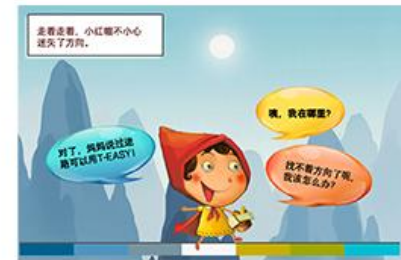 走着走着，小红帽不小心
迷失了方向。
咦，我在哪里？
找不着方向了呢，
我该怎么办？
对了，妈妈说过迷
路可以用T-EASY！